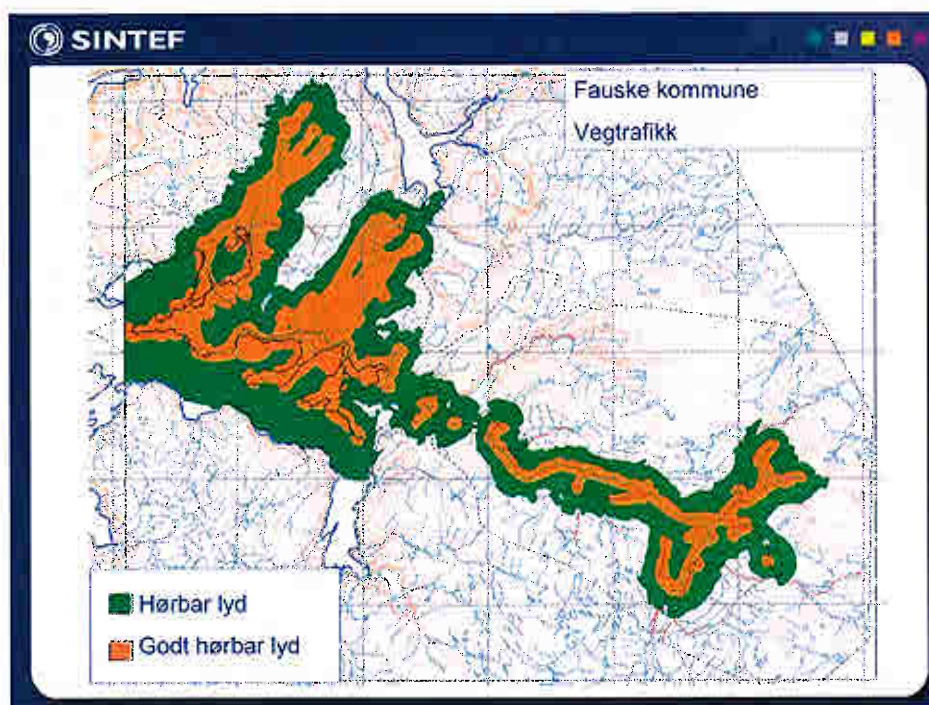 SINTEF
Fauske kommune
Vegtrafikk
Hørbar lyd
Godt hørbar lyd